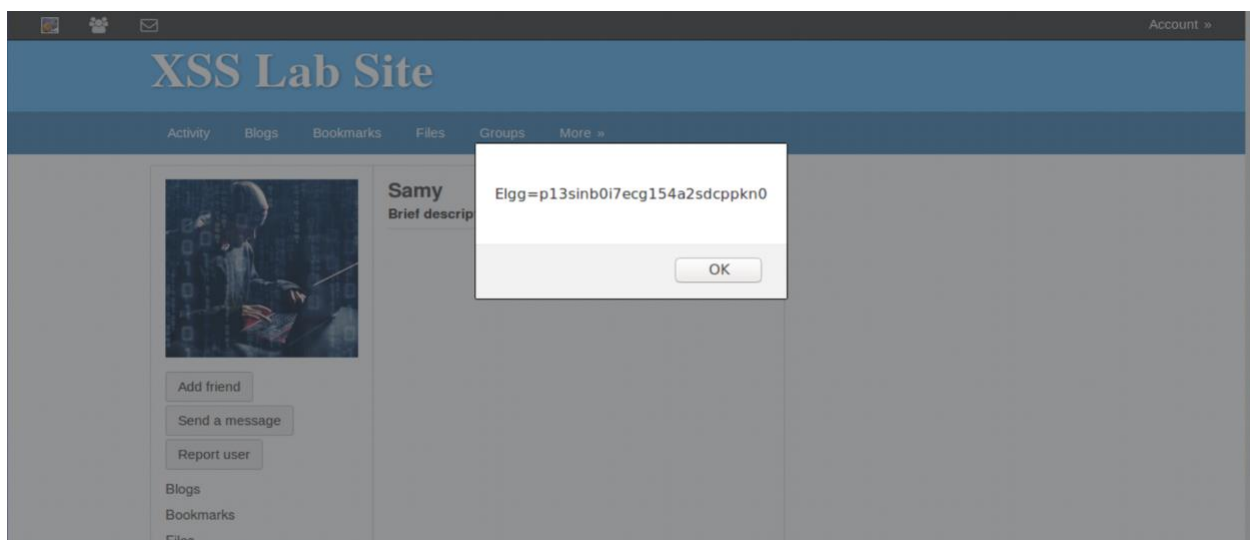 Account »
XSS Lab Site
Activity Blogs Bookmarks Files Groups More »
Samy
Brief descrip
Elgg=p13sinb0i7ecg154a2sdcppkn0
OK
Add friend
Send a message
Report user
Blogs
Bookmarks
Files